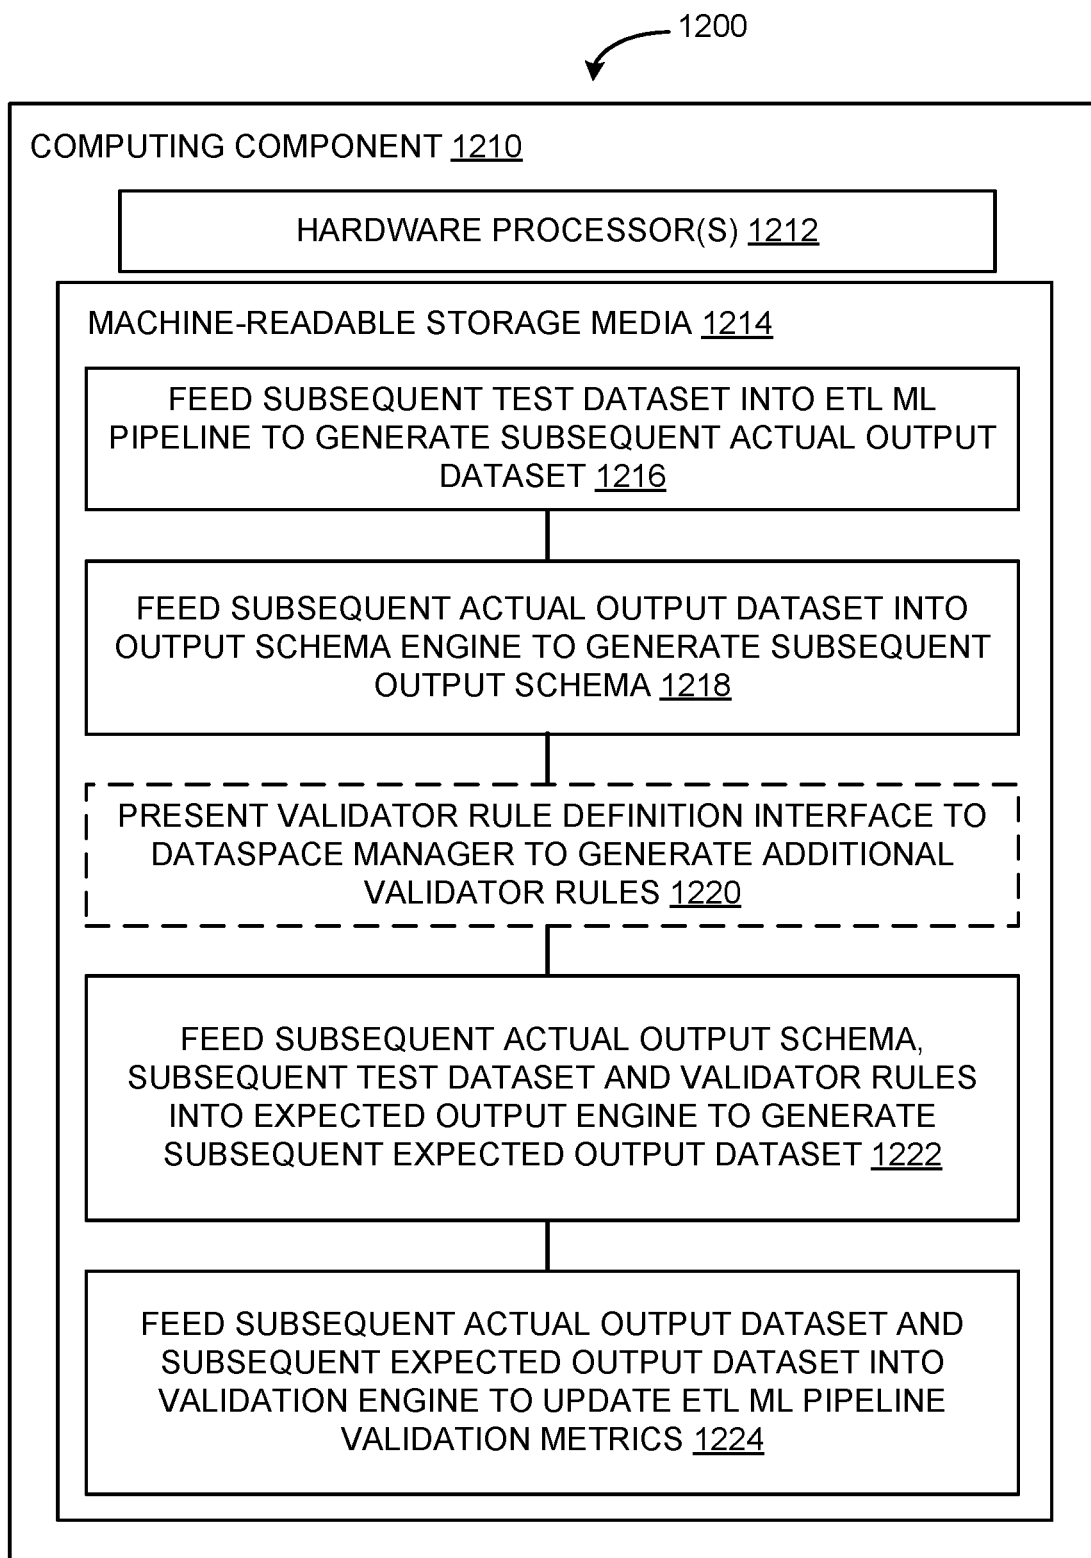 1200
COMPUTING COMPONENT 1210
HARDWARE PROCESSOR(S) 1212
MACHINE-READABLE STORAGE MEDIA 1214
FEED SUBSEQUENT TEST DATASET INTO ETL ML
PIPELINE TO GENERATE SUBSEQUENT ACTUAL OUTPUT
DATASET 1216
FEED SUBSEQUENT ACTUAL OUTPUT DATASET INTO
OUTPUT SCHEMA ENGINE TO GENERATE SUBSEQUENT
OUTPUT SCHEMA 1218
PRESENT VALIDATOR RULE DEFINITION INTERFACE TO
DATASPACE MANAGER TO GENERATE ADDITIONAL
VALIDATOR RULES 1220
FEED SUBSEQUENT ACTUAL OUTPUT SCHEMA,
SUBSEQUENT TEST DATASET AND VALIDATOR RULES
INTO EXPECTED OUTPUT ENGINE TO GENERATE
SUBSEQUENT EXPECTED OUTPUT DATASET 1222
FEED SUBSEQUENT ACTUAL OUTPUT DATASET AND
SUBSEQUENT EXPECTED OUTPUT DATASET INTO
VALIDATION ENGINE TO UPDATE ETL ML PIPELINE
VALIDATION METRICS 1224